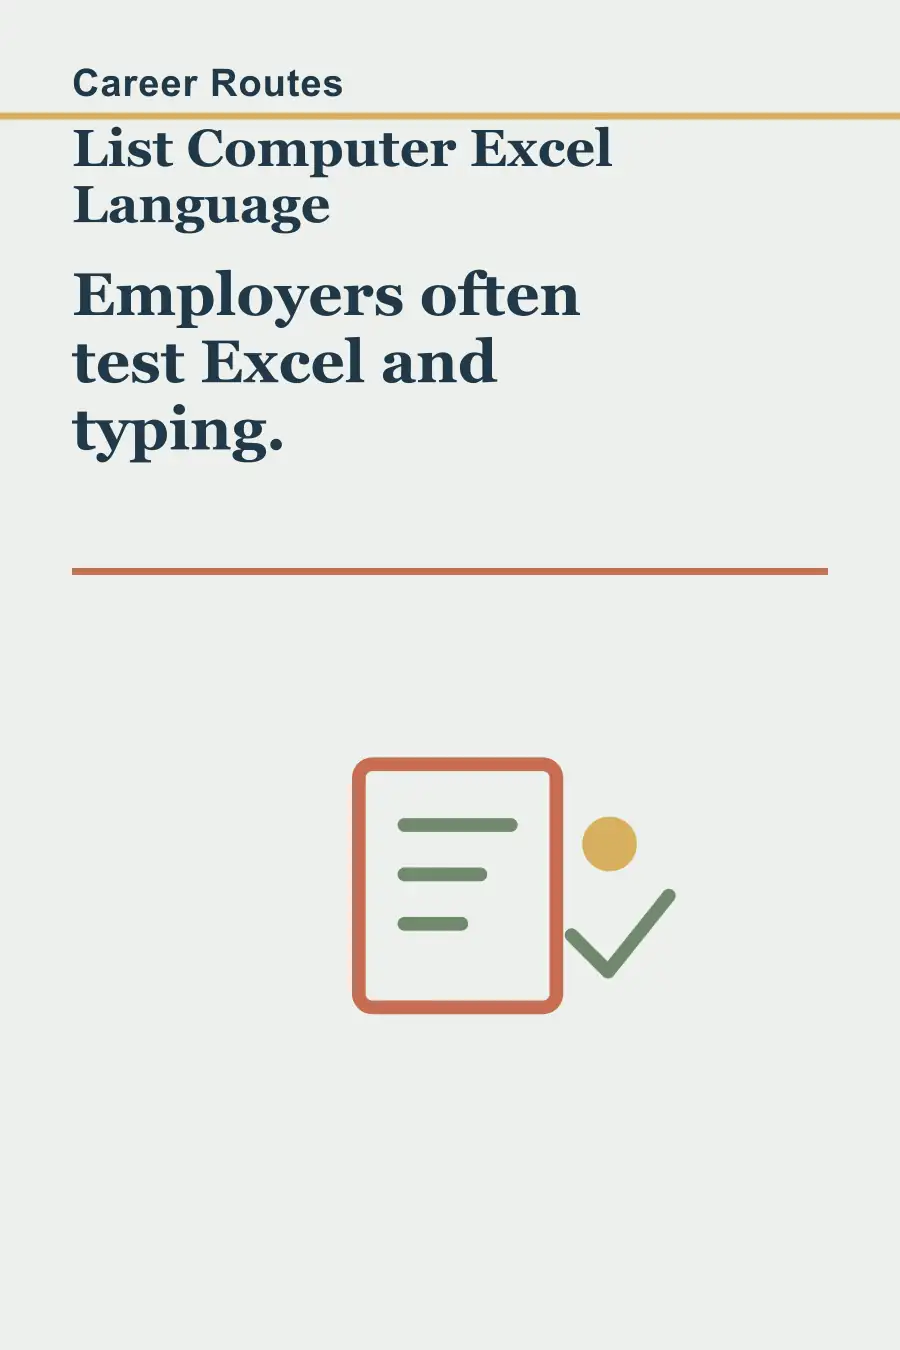 Career Routes
List Computer Excel
Language
Employers often
test Excel and
typing.